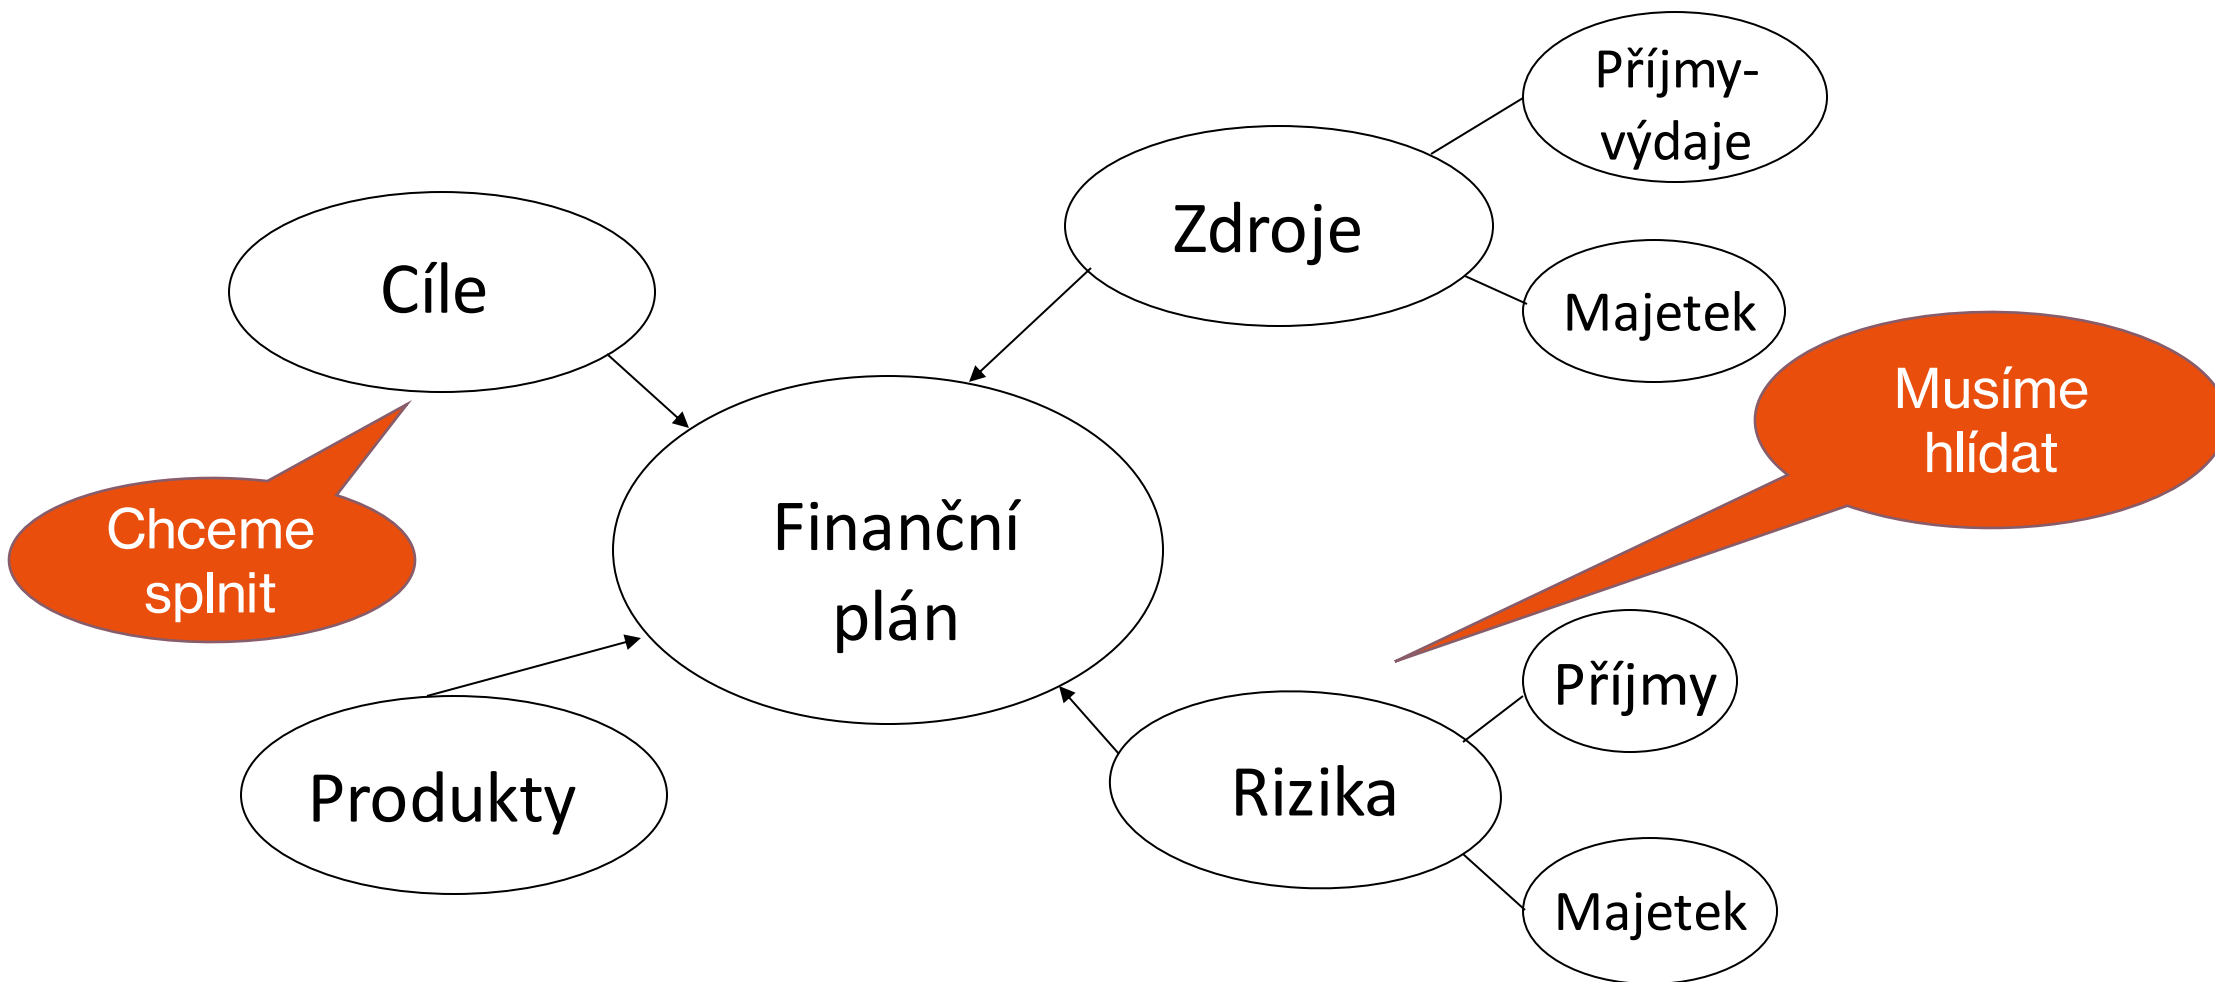 Příjmy-
výdaje
Zdroje
Cíle
Majetek
Musíme
hlídat
Chceme
splnit
Finanční
plán
Příjmy
Produkty
Rizika
Majetek